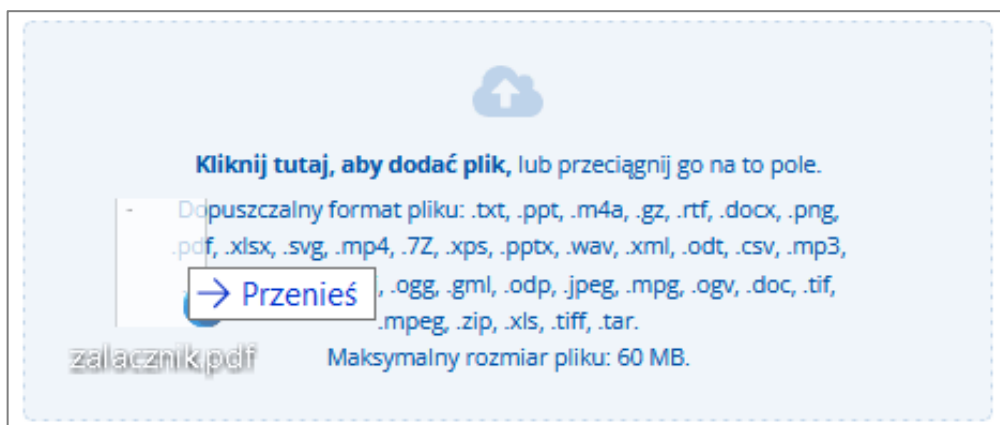 Kliknij tutaj, aby dodać plik, lub przeciągnij go na to pole.
Dopuszczalny format pliku: .txt, .ppt, .m4a, .gz, .rtf, .docx, .png,
.pdf, .xlsx, .svg, .mp4, .7Z, .xps, .pptx, .wav, .xml, .odt, .csv, .mp3,
→ Przenieś , .ogg, .gml, .odp, .jpeg, .mpg, .ogv, .doc, .tif,
.mpeg, .zip, .xls, .tiff, .tar.
zalacznik.pdf Maksymalny rozmiar pliku: 60 MB.